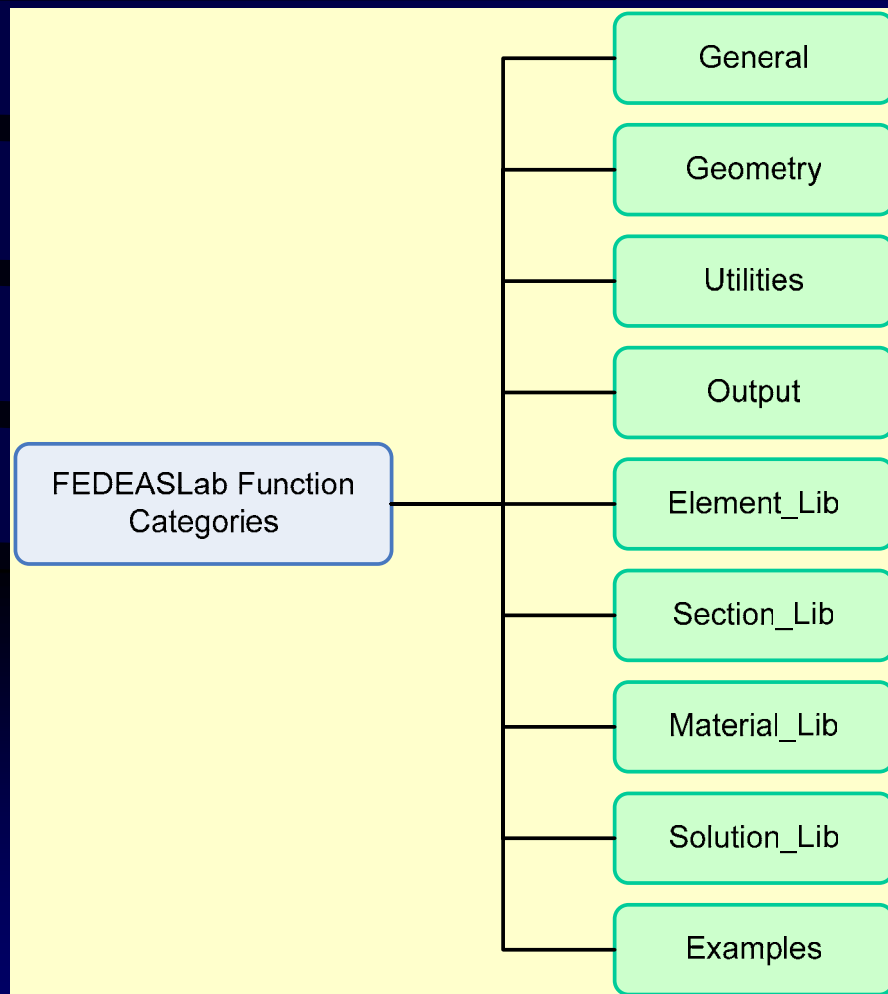 General
Geometry
Utilities
Output
FEDEASLab Function
Categories
Element_Lib
Section_Lib
Material_Lib
Solution_Lib
Examples